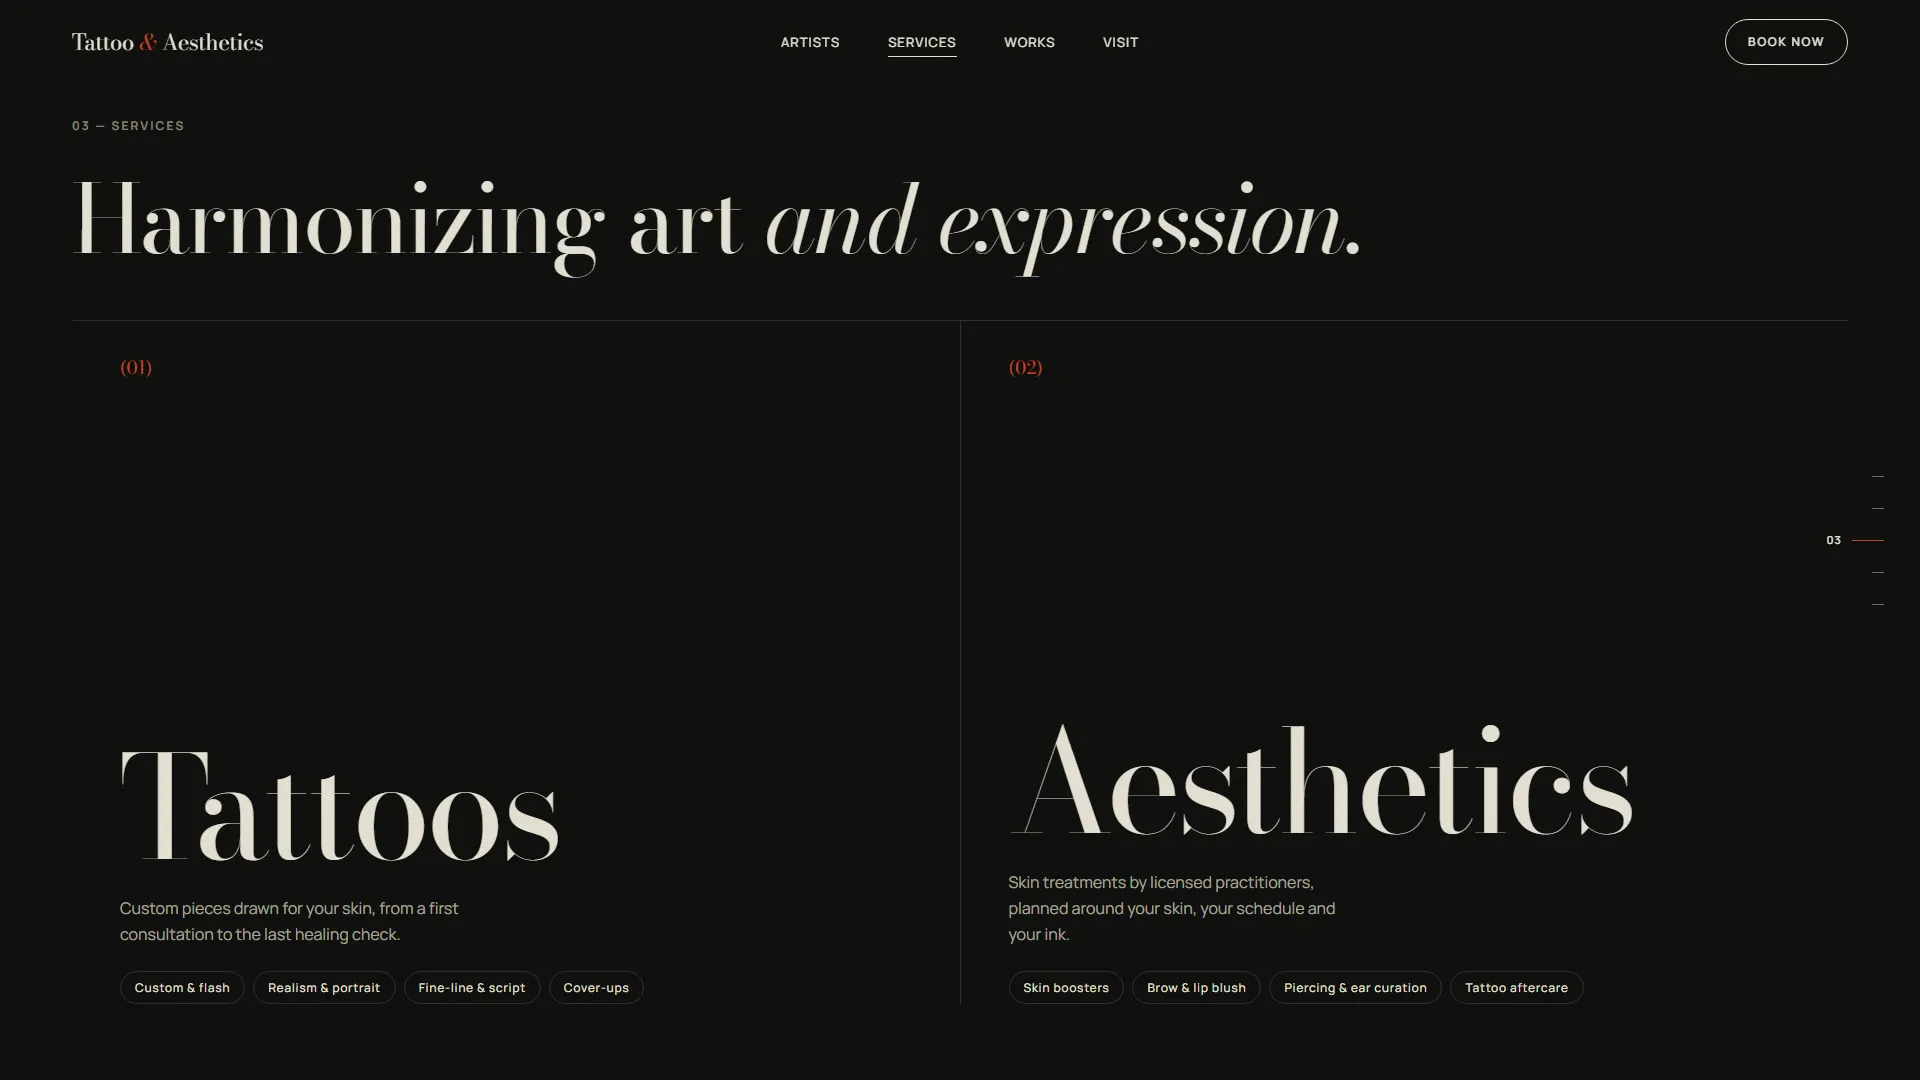 Tattoo & Aesthetics
ARTISTS
SERVICES
WORKS
VISIT
BOOK NOW
03 — SERVICES
Harmonizing art and expression.
(01)
Tattoos
Custom pieces drawn for your skin, from a first
consultation to the last healing check.
Custom & flash
Realism & portrait
Fine-line & script
Cover-ups
(02)
Aesthetics
Skin treatments by licensed practitioners,
planned around your skin, your schedule and
your ink.
Skin boosters
Brow & lip blush
Piercing & ear curation
Tattoo aftercare
03